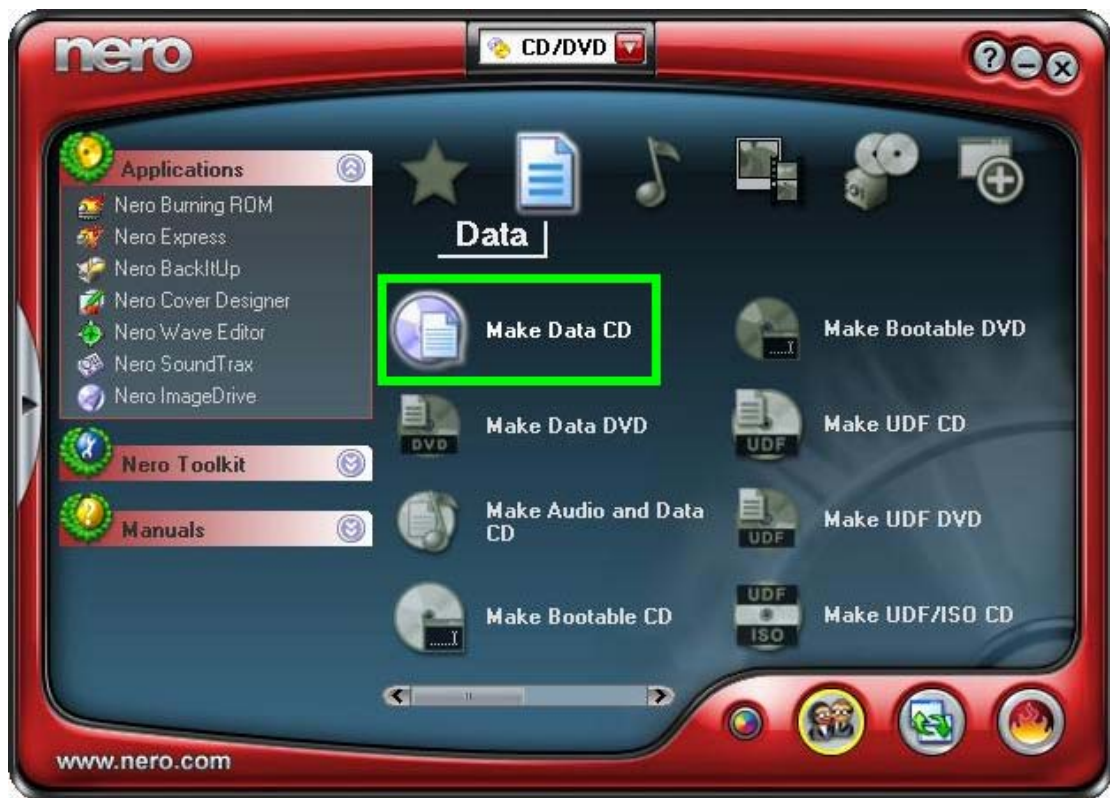 nero
CD/DVD
Applications
Nero Burning ROM
Nero Express
Nero BackItUp
Nero Cover Designer
Nero Wave Editor
Nero SoundTrax
Nero ImageDrive
Nero Toolkit
Manuals
Data
Make Data CD
DVD
Make Data DVD
Make Audio and Data
CD
Make Bootable CD
Make Bootable DVD
UDF
Make UDF CD
UDF
Make UDF DVD
UDF
ISO
Make UDF/ISO CD
www.nero.com